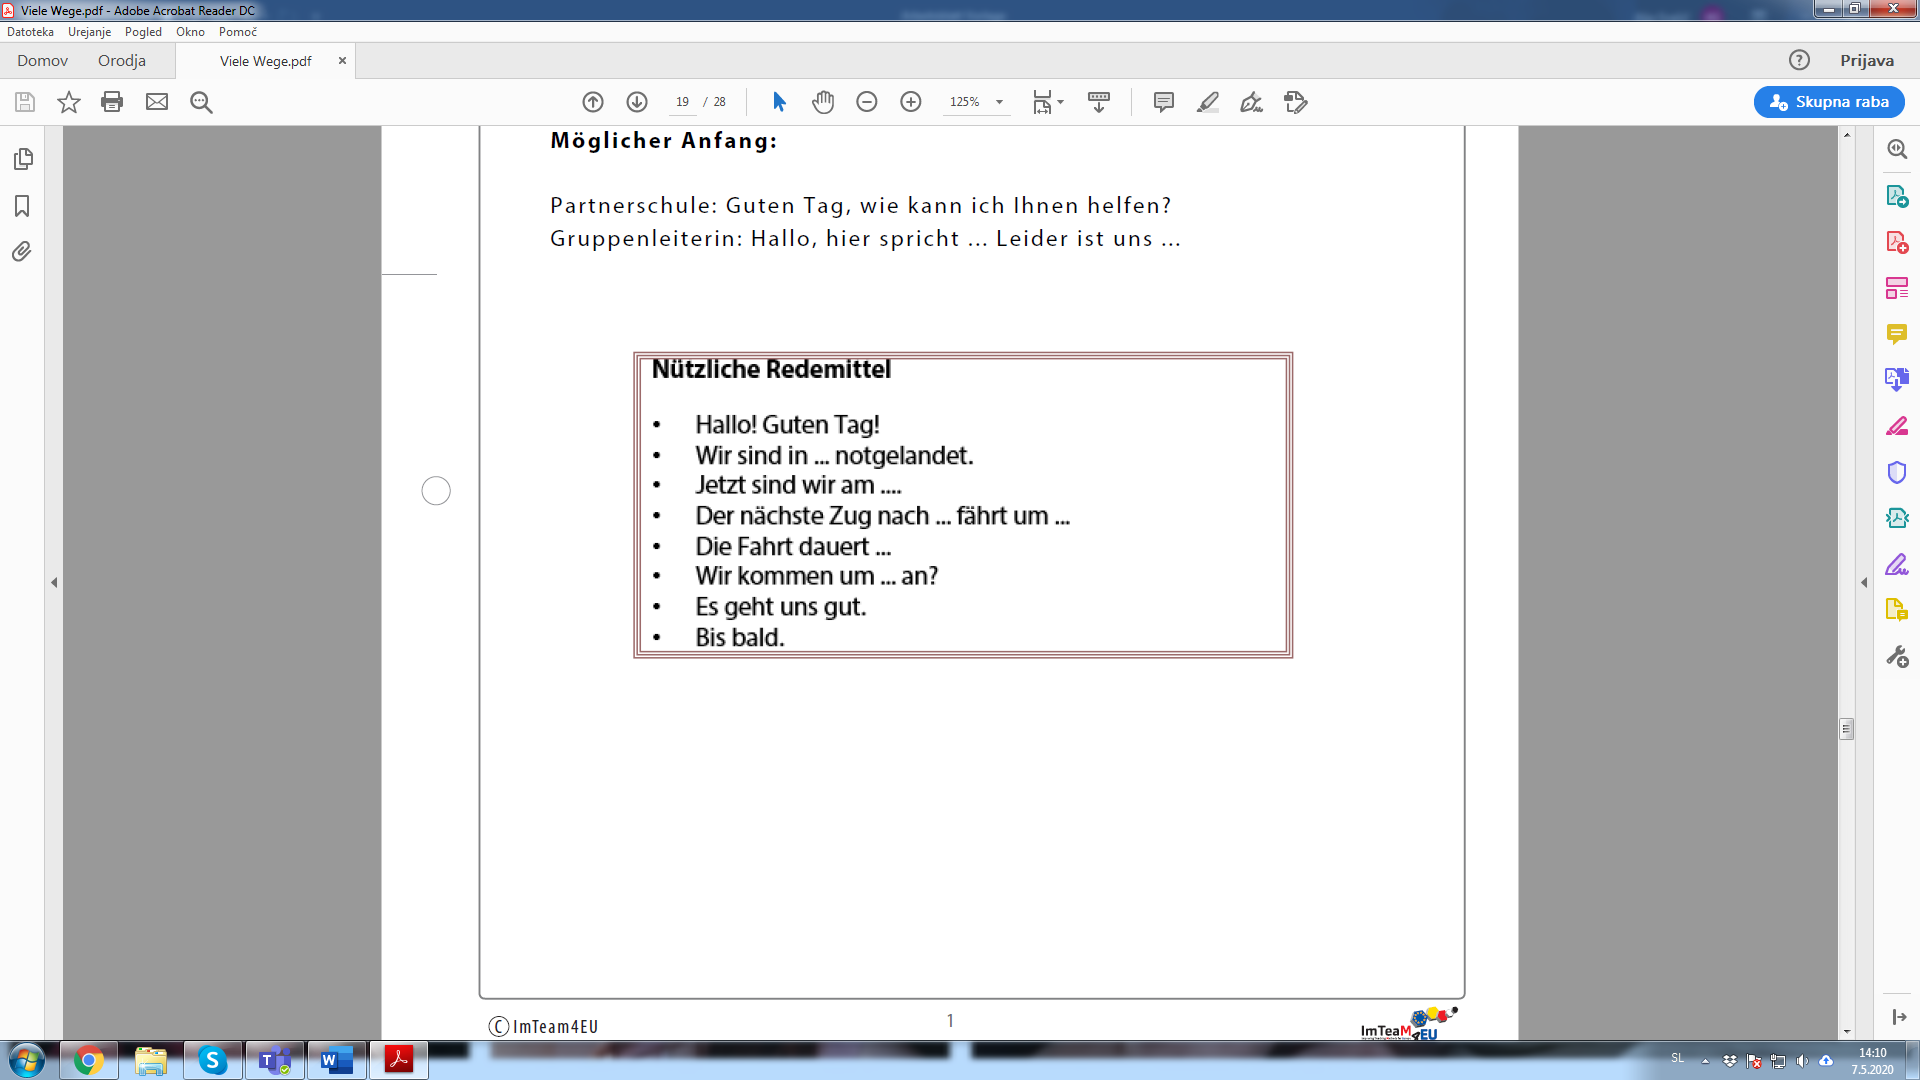 Viele Wege.pdf - Adobe Acrobat Reader DC
Datoteka Urejanje Pogled Okno Pomoč
Domov Orodja Viele Wege.pdf × Prijava
19 / 28 125% Skupna raba
Möglicher Anfang:
Partnerschule: Guten Tag, wie kann ich Ihnen helfen?
Gruppenleiterin: Hallo, hier spricht ... Leider ist uns ...
Nützliche Redemittel
• Hallo! Guten Tag!
• Wir sind in ... notgelandet.
• Jetzt sind wir am ....
• Der nächste Zug nach ... fährt um ...
• Die Fahrt dauert ...
• Wir kommen um ... an?
• Es geht uns gut.
• Bis bald.
© ImTeam4EU
1
ImTeaM4EU
SL
14:10
7.5.2020